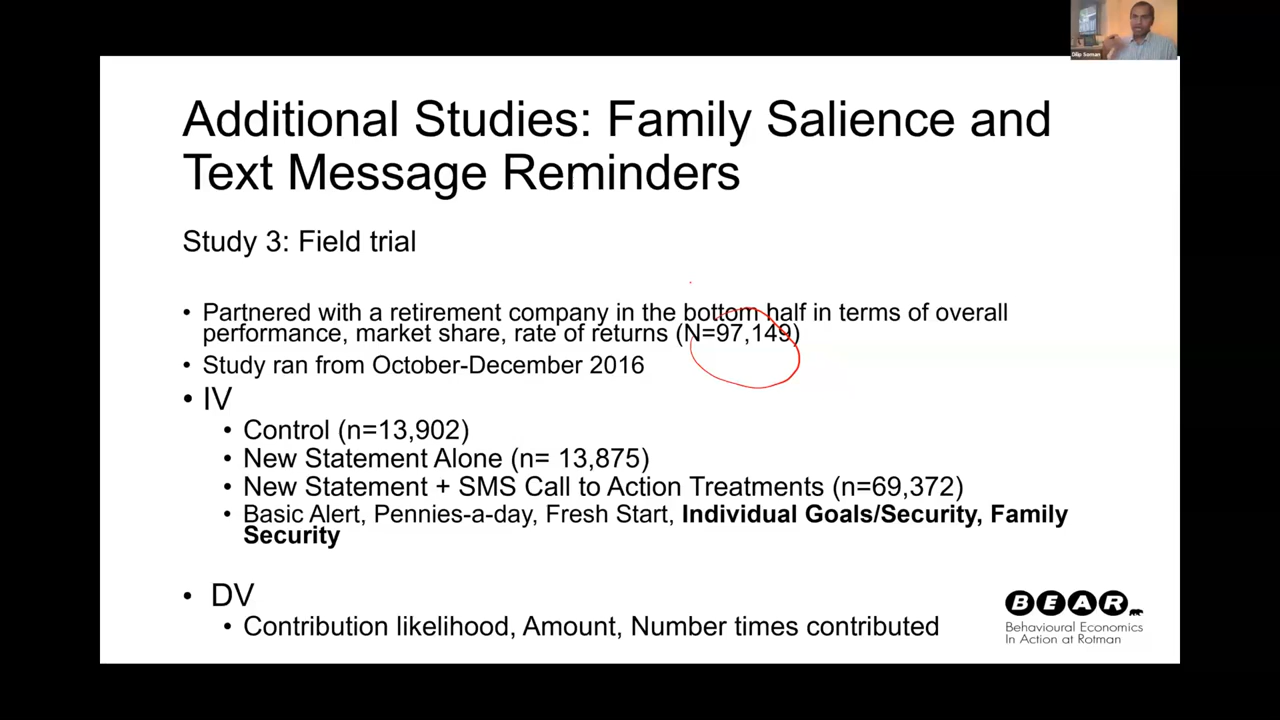 Dilip Soman
Additional Studies: Family Salience and
Text Message Reminders
Study 3: Field trial
• Partnered with a retirement company in the bottom half in terms of overall
performance, market share, rate of returns (N=97,149)
• Study ran from October-December 2016
• IV
• Control (n=13,902)
• New Statement Alone (n= 13,875)
• New Statement + SMS Call to Action Treatments (n=69,372)
• Basic Alert, Pennies-a-day, Fresh Start, Individual Goals/Security, Family
Security
• DV
• Contribution likelihood, Amount, Number times contributed
BEAR
Behavioural Economics
In Action at Rotman